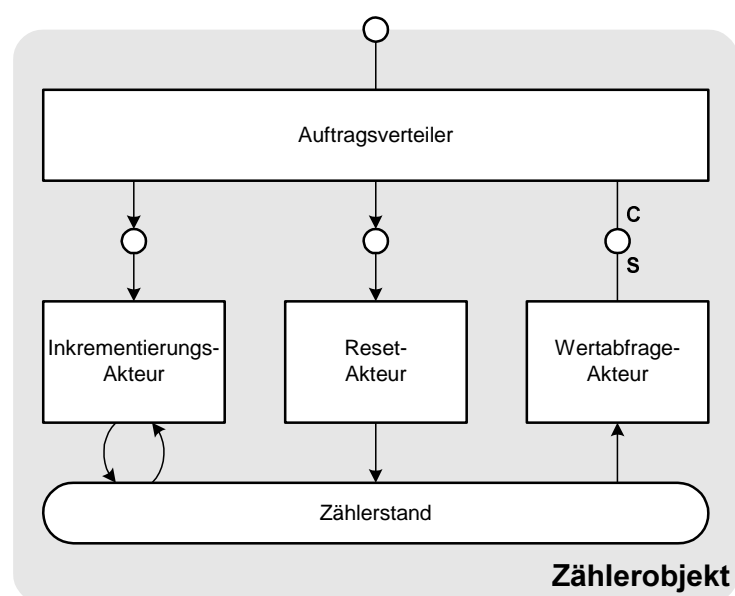 Auftragsverteiler
C
S
Inkrementierungs-
Akteur
Reset-
Akteur
Wertabfrage-
Akteur
Zählerstand
Zählerobjekt